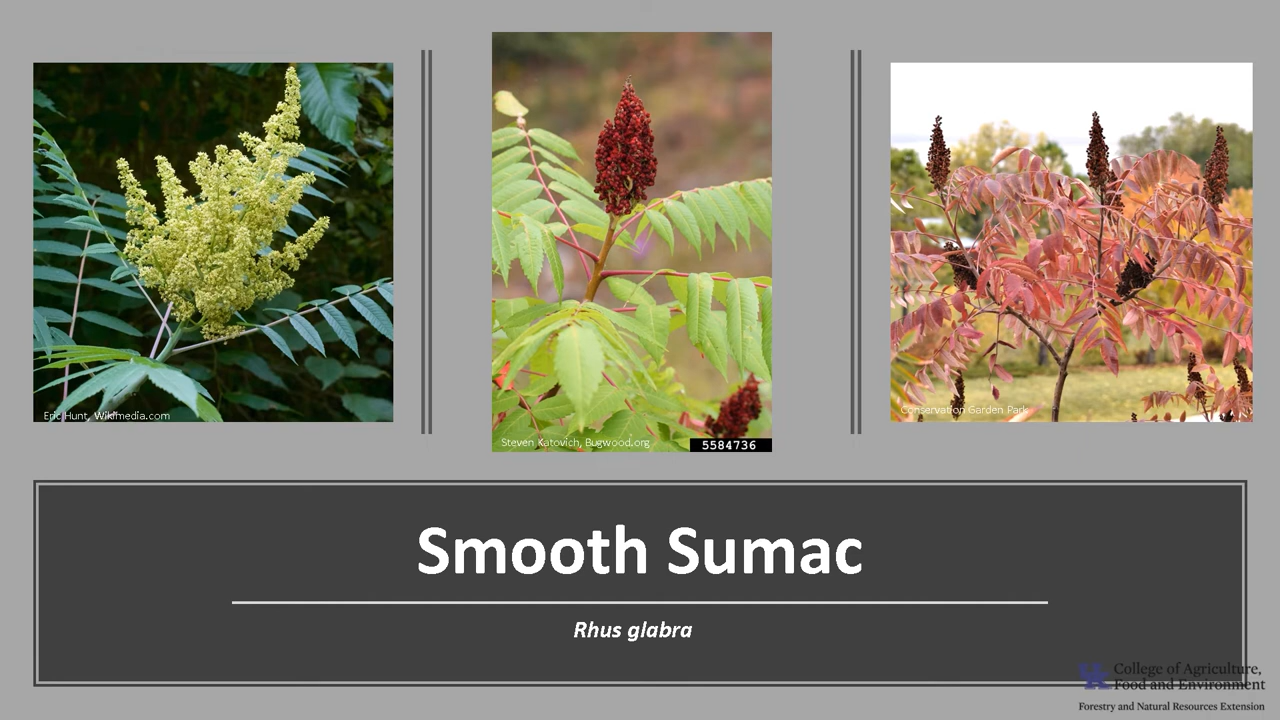 Eric Hunt, Wikimedia.com
Steven Katovich, Bugwood.org
5584736
Conservation Garden Park
Smooth Sumac
Rhus glabra
UK
College of Agriculture,
Food and Environment
Forestry and Natural Resources Extension